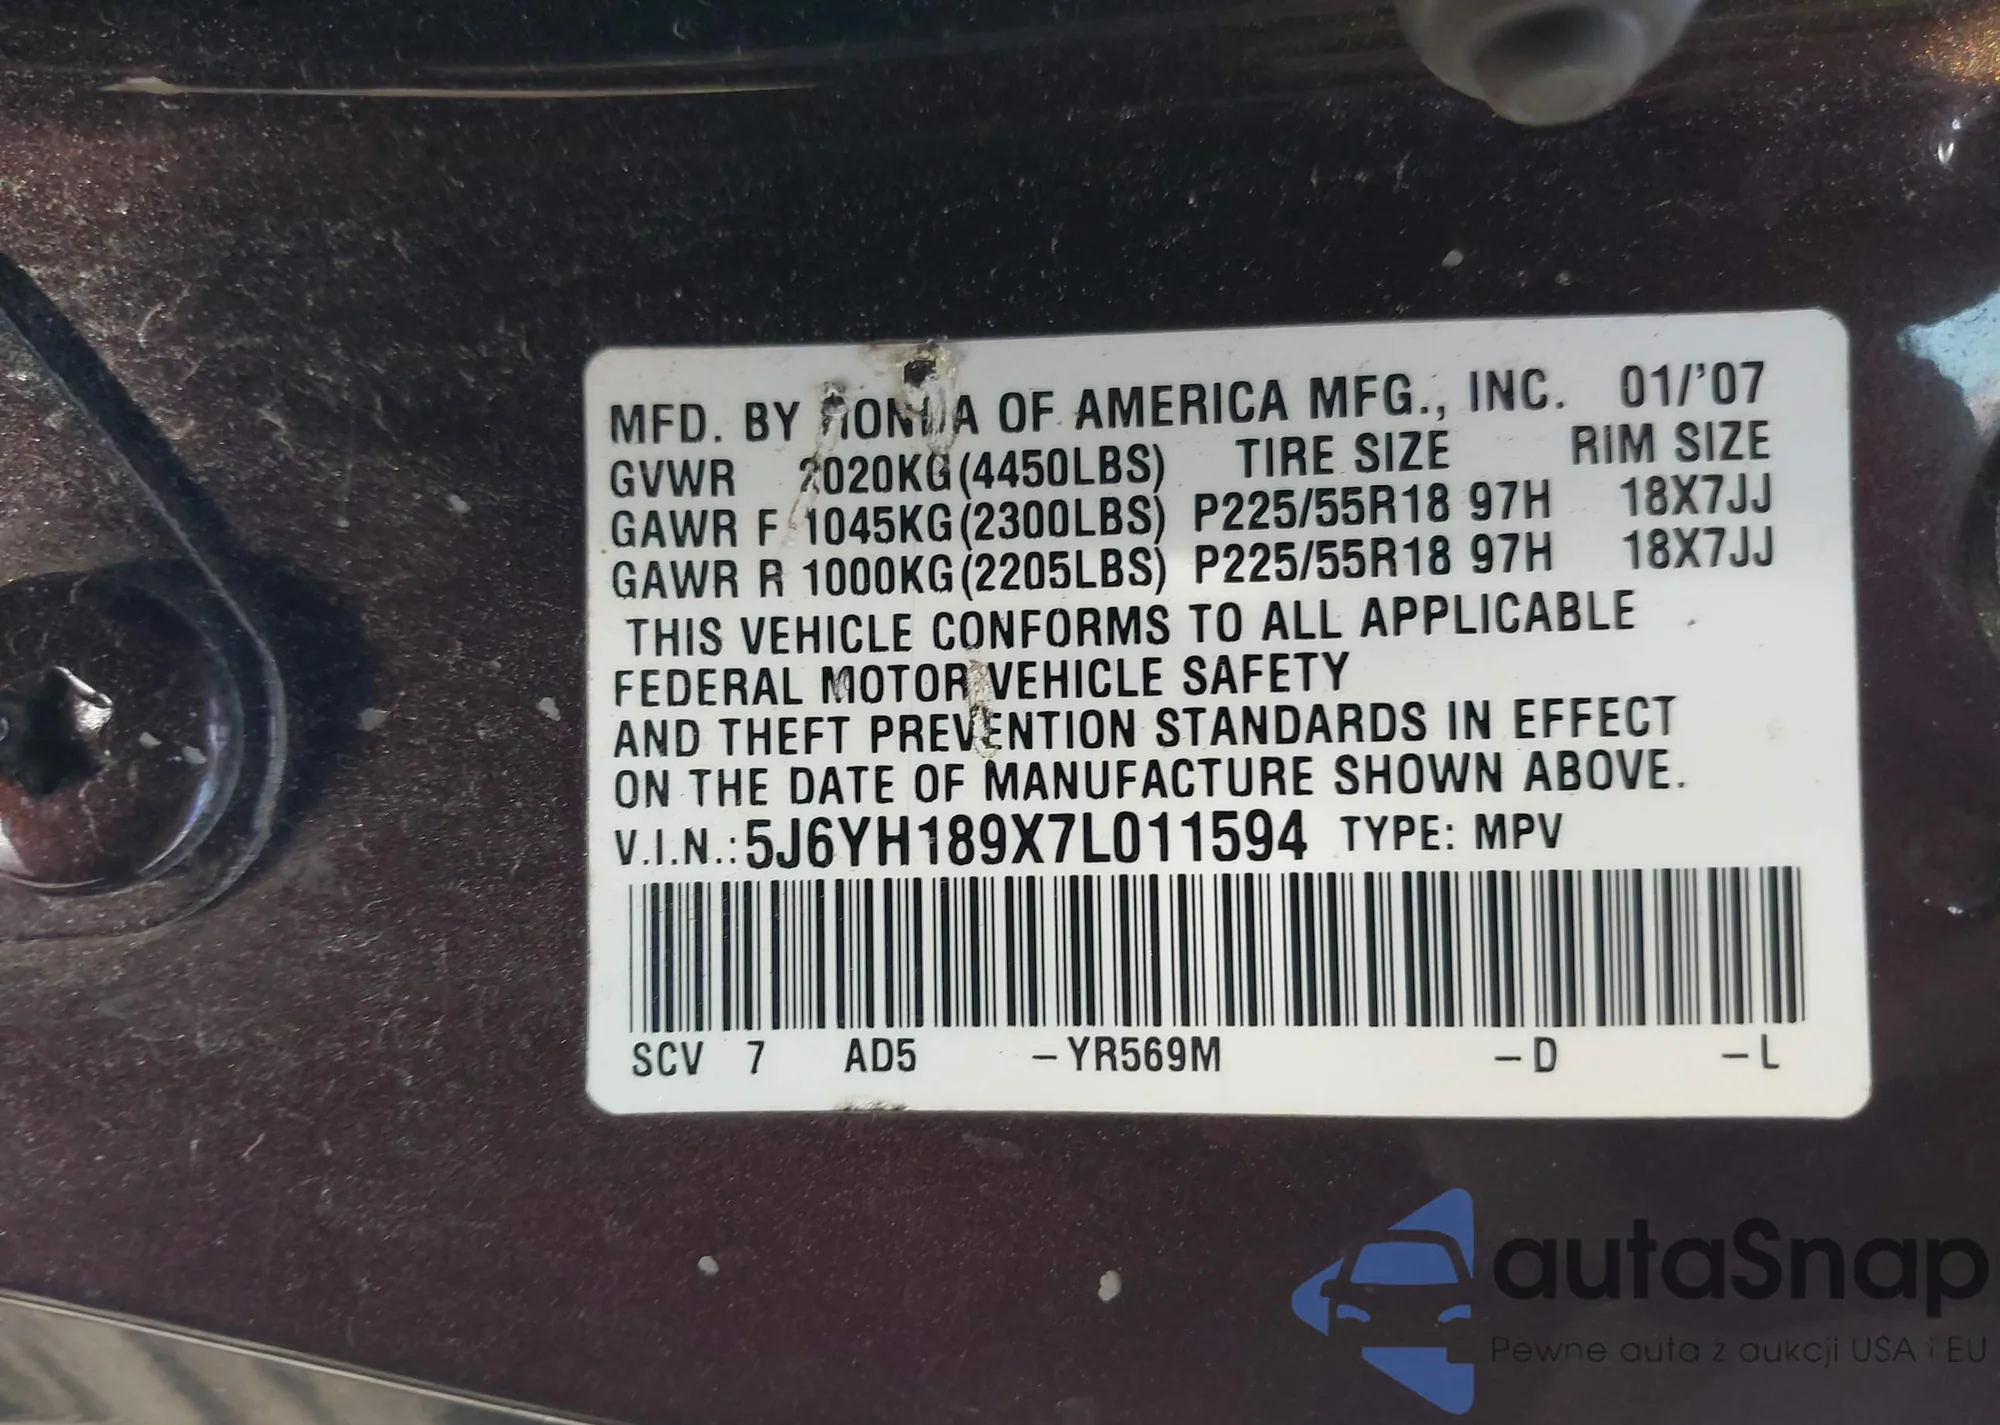 MFD. BY HONDA OF AMERICA MFG., INC. 01/'07
GVWR 2020KG(4450LBS) TIRE SIZE RIM SIZE
GAWR F 1045KG(2300LBS) P225/55R18 97H 18X7JJ
GAWR R 1000KG(2205LBS) P225/55R18 97H 18X7JJ
THIS VEHICLE CONFORMS TO ALL APPLICABLE
FEDERAL MOTOR VEHICLE SAFETY
AND THEFT PREVENTION STANDARDS IN EFFECT
ON THE DATE OF MANUFACTURE SHOWN ABOVE.
V.I.N.: 5J6YH189X7L011594 TYPE: MPV
SCV 7 AD5 -YR569M -D -L
autaSnap
Pewne auta z aukcji USA i EU